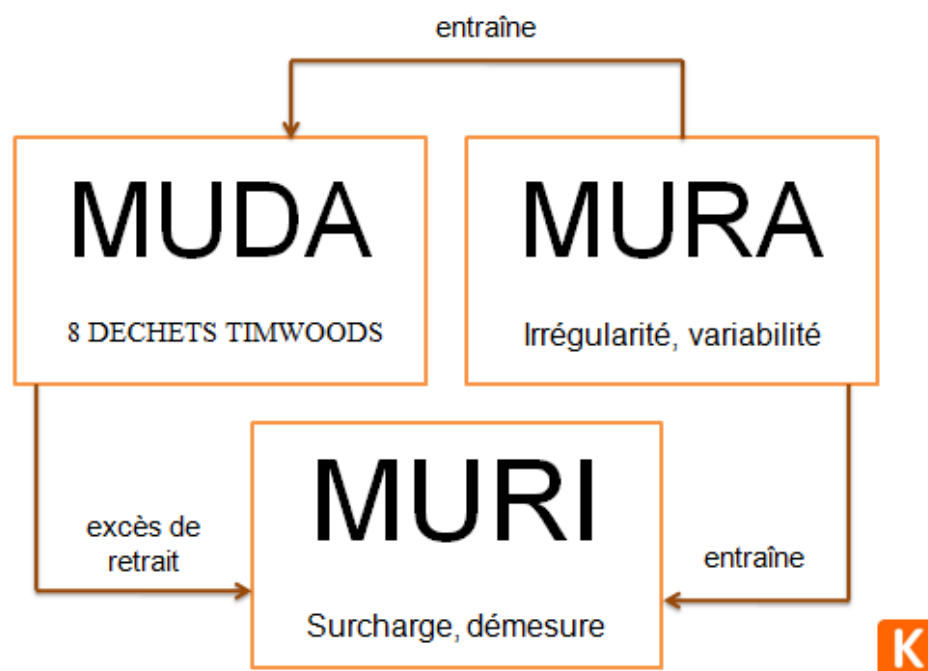 entraîne
MUDA
8 DECHETS TIMWOODS
MURA
Irrégularité, variabilité
excès de
retrait
MURI
Surcharge, démesure
entraîne
K